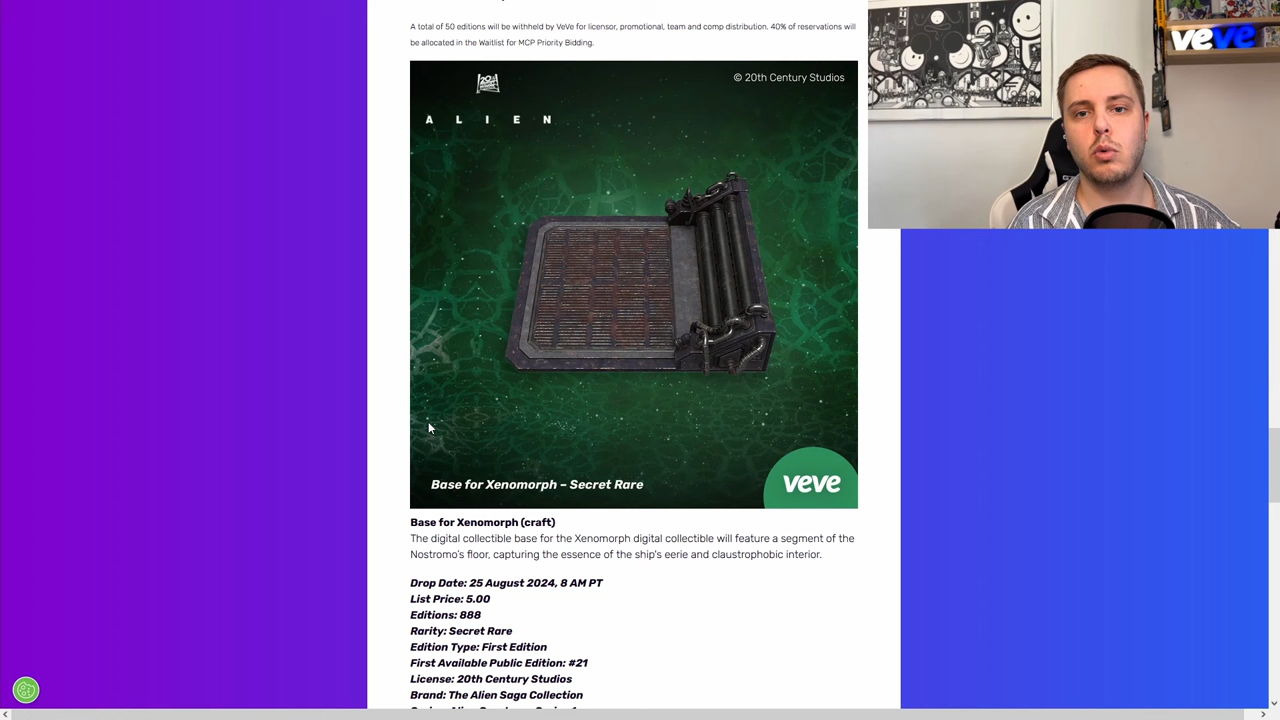 A total of 50 editions will be withheld by VeVe for licensor, promotional, team and comp distribution. 40% of reservations will
be allocated in the Waitlist for MCP Priority Bidding.
© 20th Century Studios
ALIEN
veve
Base for Xenomorph – Secret Rare
veve
Base for Xenomorph (craft)
The digital collectible base for the Xenomorph digital collectible will feature a segment of the
Nostromo's floor, capturing the essence of the ship's eerie and claustrophobic interior.
Drop Date: 25 August 2024, 8 AM PT
List Price: 5.00
Editions: 888
Rarity: Secret Rare
Edition Type: First Edition
First Available Public Edition: #21
License: 20th Century Studios
Brand: The Alien Saga Collection